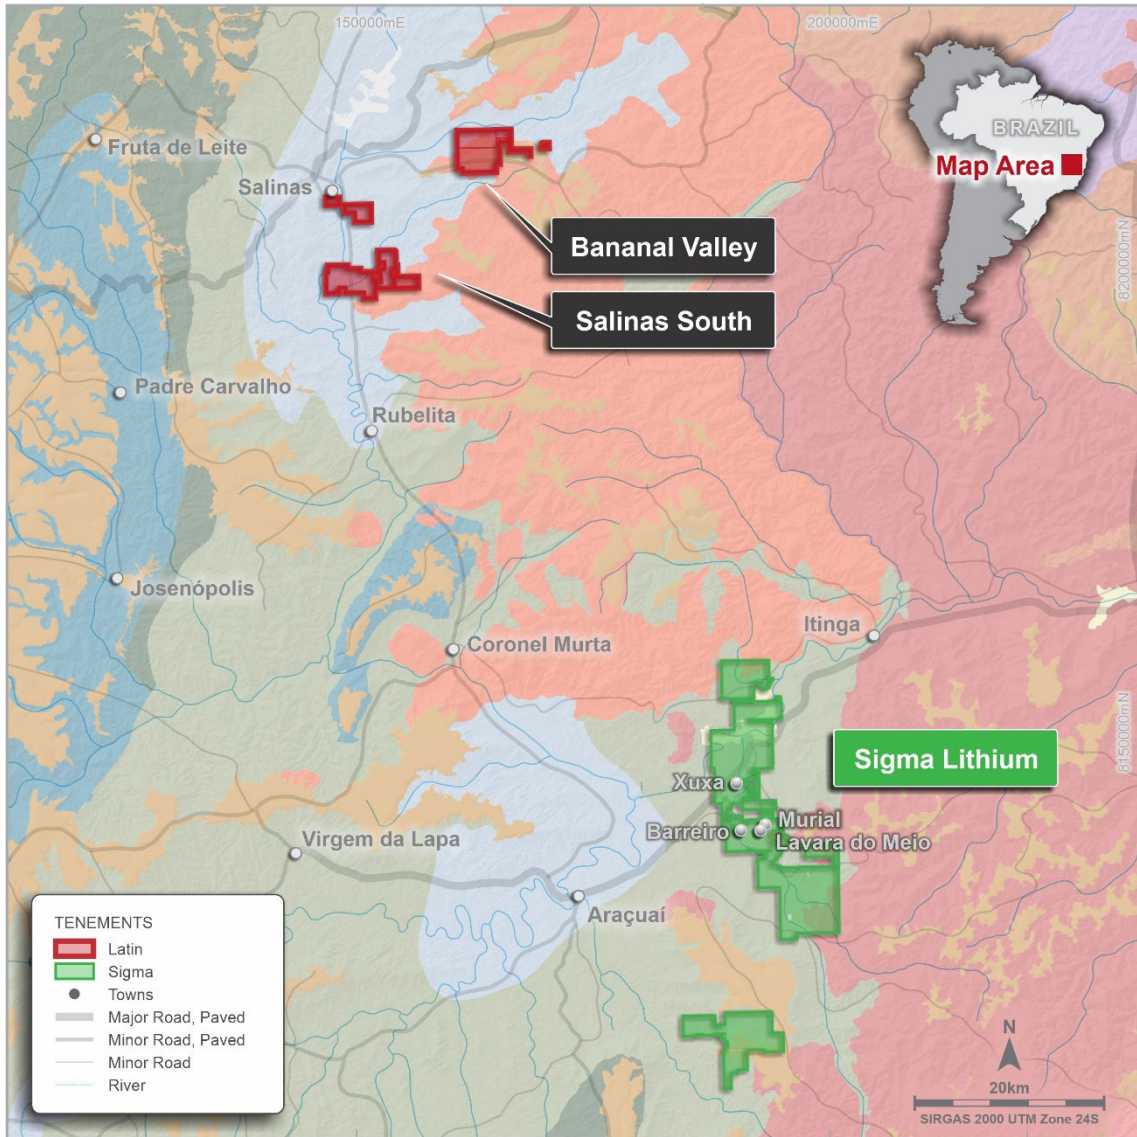 150000mE
200000mE
Fruta de Leite
Salinas
BRAZIL
Map Area
8200000mN
Bananal Valley
Salinas South
Padre Carvalho
Rubelita
Josenópolis
Coronel Murta
Itinga
8150000mN
Sigma Lithium
Xuxa
Murial
Barreiro
Lavara do Meio
Virgem da Lapa
Araçuaí
TENEMENTS
Latin
Sigma
Towns
Major Road, Paved
Minor Road, Paved
Minor Road
River
N
20km
SIRGAS 2000 UTM Zone 24S